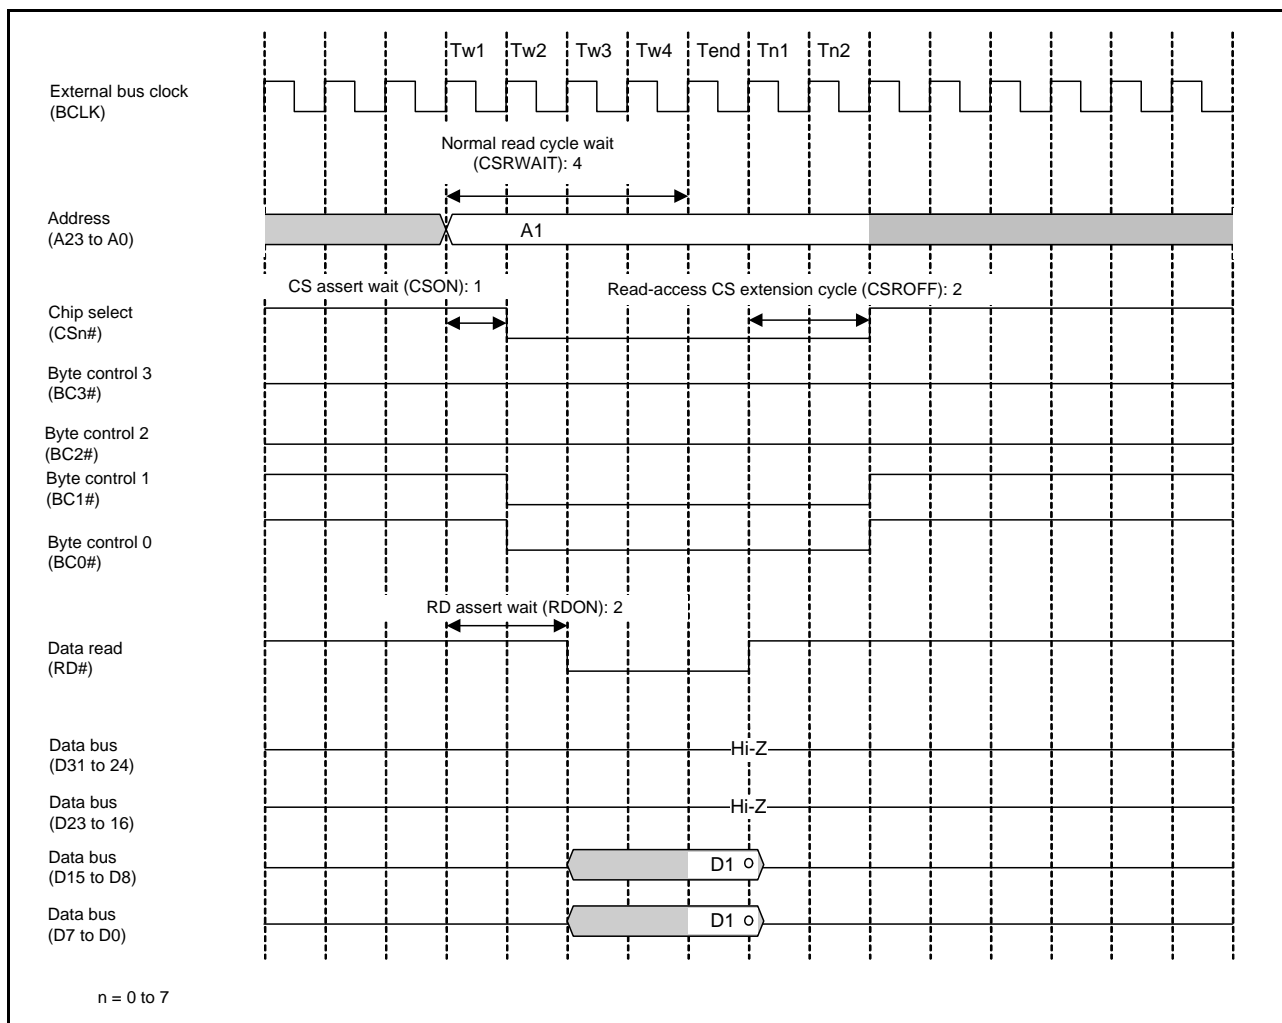 Tw1 Tw2 Tw3 Tw4 Tend Tn1 Tn2
External bus clock
(BCLK)
Normal read cycle wait
(CSRWAIT): 4
Address
(A23 to A0)
A1
CS assert wait (CSON): 1
Read-access CS extension cycle (CSROFF): 2
Chip select
(CSn#)
Byte control 3
(BC3#)
Byte control 2
(BC2#)
Byte control 1
(BC1#)
Byte control 0
(BC0#)
RD assert wait (RDON): 2
Data read
(RD#)
Data bus
(D31 to 24)
Hi-Z
Data bus
(D23 to 16)
Hi-Z
Data bus
(D15 to D8)
D1
Data bus
(D7 to D0)
D1
n = 0 to 7